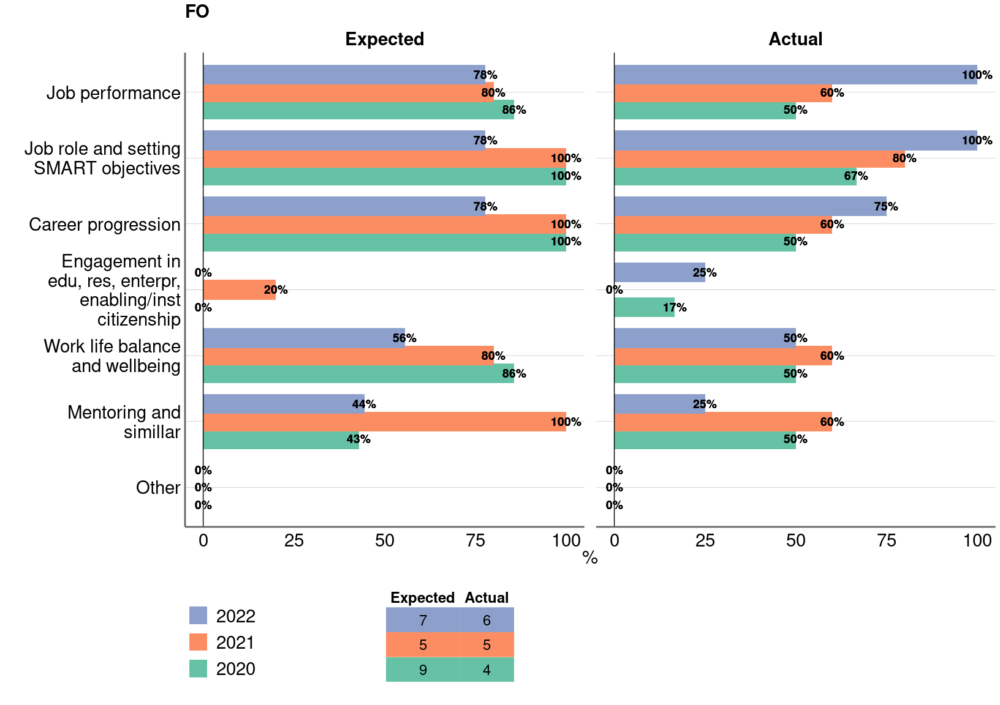 FO
Expected
Actual
Job performance
78%
80%
86%
100%
60%
50%
Job role and setting
SMART objectives
78%
100%
100%
100%
80%
67%
Career progression
78%
100%
100%
75%
60%
50%
Engagement in
edu, res, enterpr,
enabling/inst
citizenship
0%
20%
0%
25%
0%
17%
Work life balance
and wellbeing
56%
80%
86%
50%
60%
50%
Mentoring and
simillar
44%
100%
43%
25%
60%
50%
Other
0%
0%
0%
0%
0%
0%
0 25 50 75 100
0 25 50 75 100
%
2022
2021
2020
Expected Actual
7 6
5 5
9 4